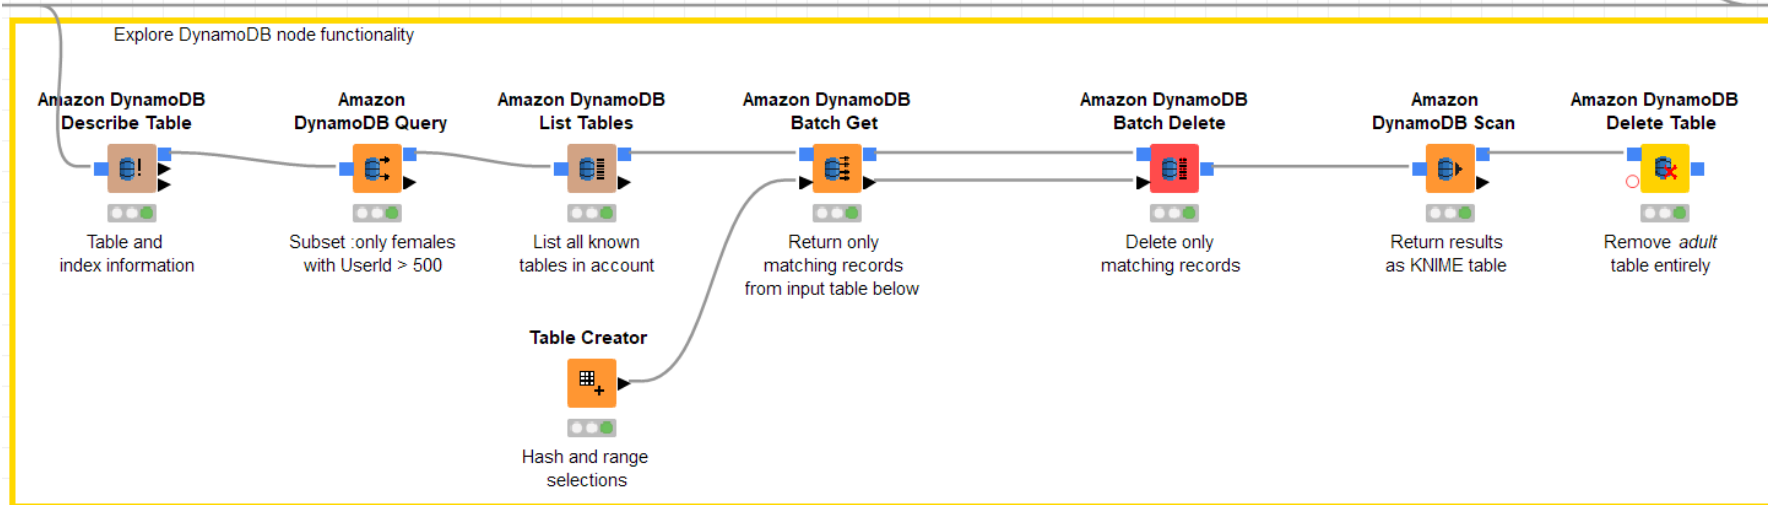 Explore DynamoDB node functionality
Amazon DynamoDB
Describe Table
Table and
index information
Amazon
DynamoDB Query
Subset :only females
with UserId > 500
Amazon DynamoDB
List Tables
List all known
tables in account
Amazon DynamoDB
Batch Get
Return only
matching records
from input table below
Amazon DynamoDB
Batch Delete
Delete only
matching records
Amazon
DynamoDB Scan
Return results
as KNIME table
Amazon DynamoDB
Delete Table
Remove adult
table entirely
Table Creator
Hash and range
selections